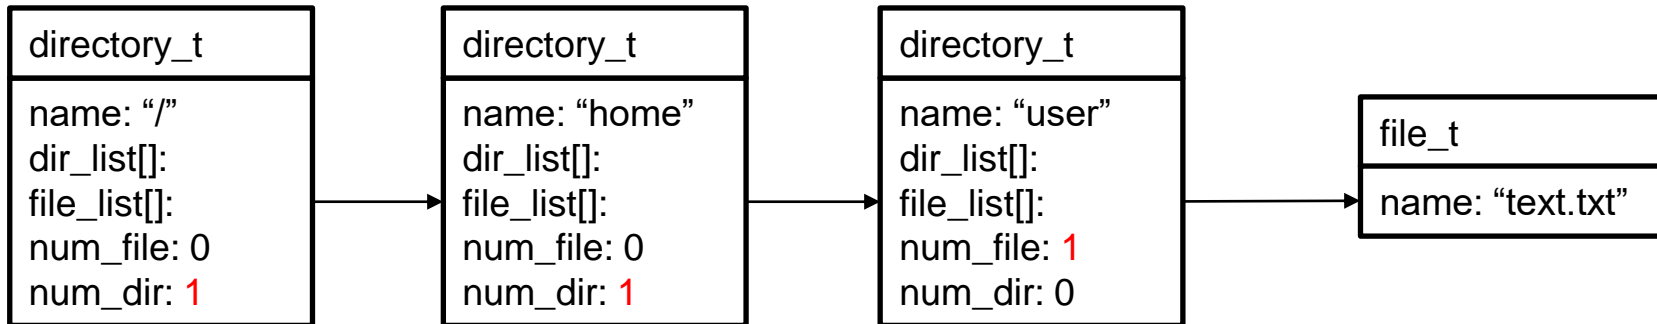 directory_t
name: “/”
dir_list[]:
file_list[]:
num_file: 0
num_dir: 1
directory_t
name: “home”
dir_list[]:
file_list[]:
num_file: 0
num_dir: 1
directory_t
name: “user”
dir_list[]:
file_list[]:
num_file: 1
num_dir: 0
file_t
name: “text.txt”